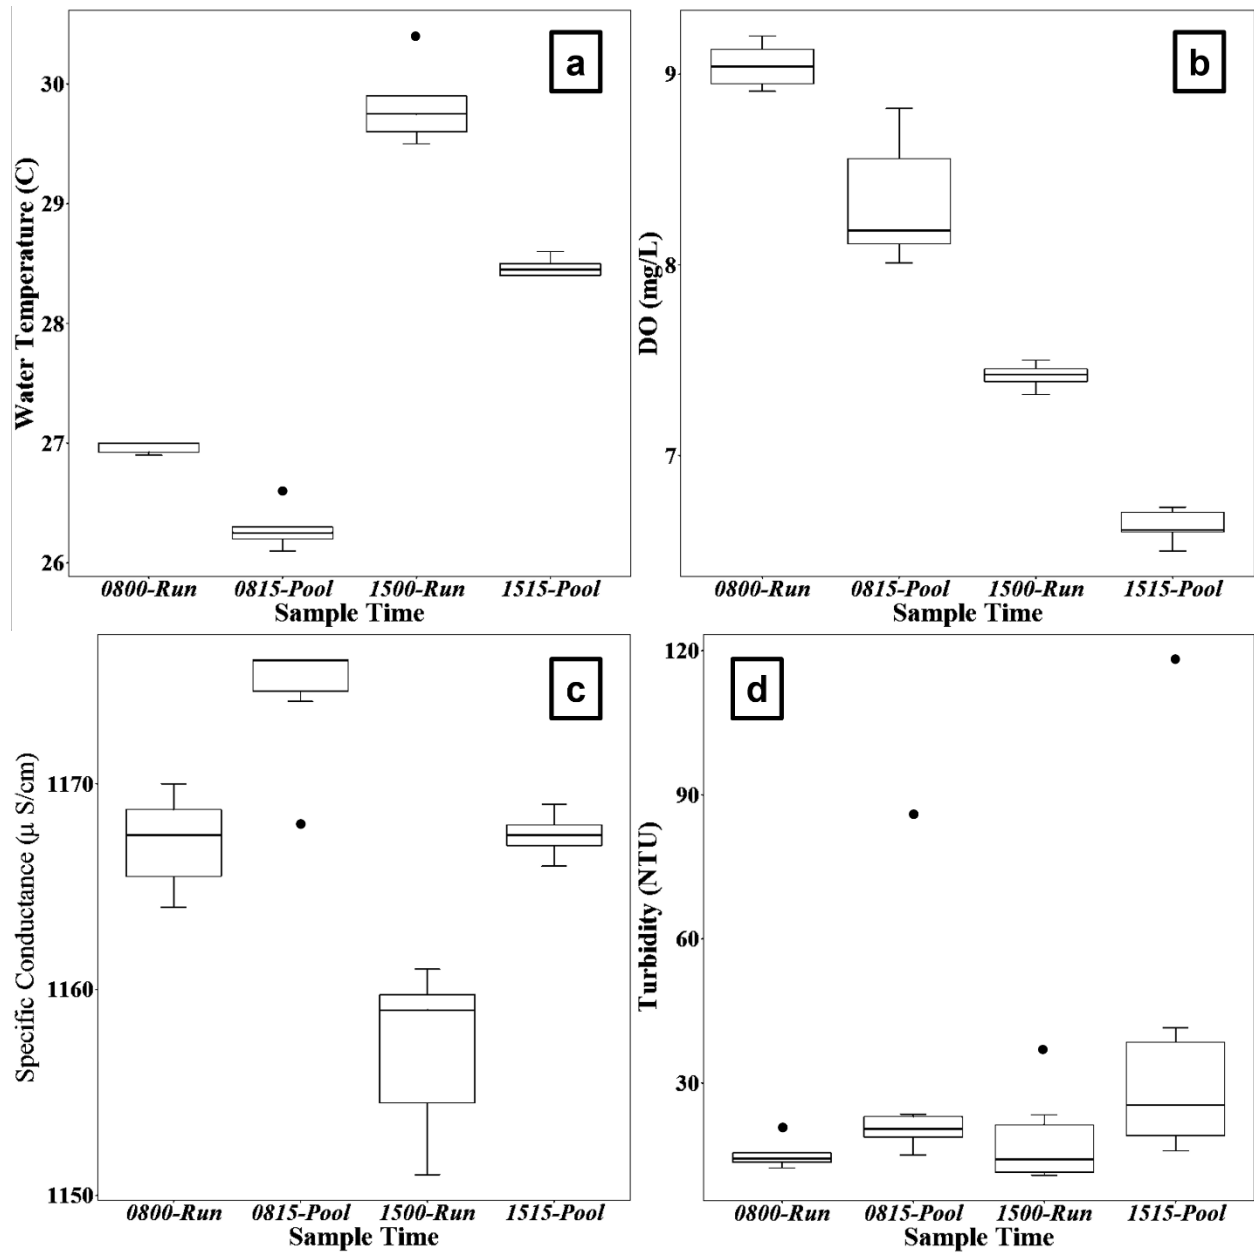 a
30
29
28
27
26
Water Temperature (C)
0800-Run 0815-Pool 1500-Run 1515-Pool
Sample Time
b
9
8
7
DO (mg/L)
0800-Run 0815-Pool 1500-Run 1515-Pool
Sample Time
c
1170
1160
1150
Specific Conductance (μ S/cm)
0800-Run 0815-Pool 1500-Run 1515-Pool
Sample Time
d
120
90
60
30
Turbidity (NTU)
0800-Run 0815-Pool 1500-Run 1515-Pool
Sample Time